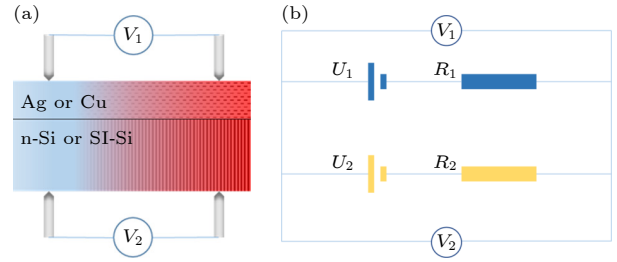 (a)
V1
Ag or Cu
n-Si or SI-Si
V2
(b)
V1
U1 R1
U2 R2
V2